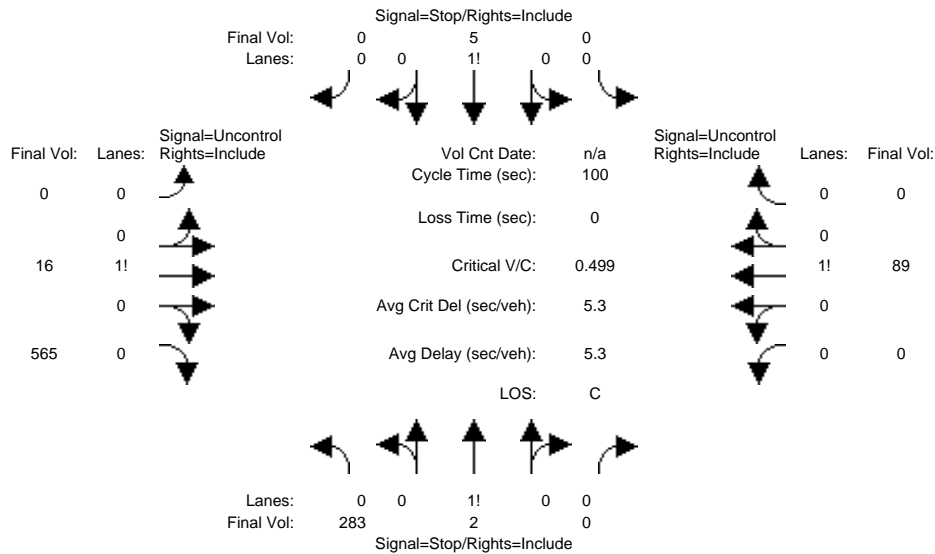 Signal=Stop/Rights=Include
Final Vol: 0 5 0
Lanes: 0 0 1! 0 0
Signal=Uncontrol Signal=Uncontrol
Final Vol: Lanes: Rights=Include Vol Cnt Date: n/a Rights=Include Lanes: Final Vol:
Cycle Time (sec): 100
0 0 0 0
Loss Time (sec): 0
0 0
16 1! Critical V/C: 0.499 1! 89
0 Avg Crit Del (sec/veh): 5.3 0
565 0 Avg Delay (sec/veh): 5.3 0 0
LOS: C
Lanes: 0 0 1! 0 0
Final Vol: 283 2 0
Signal=Stop/Rights=Include